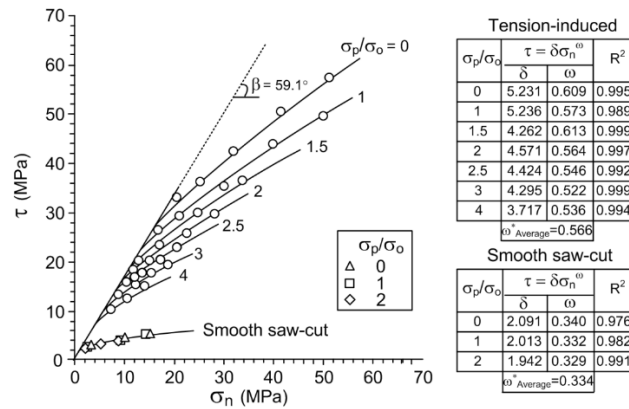 70
60
50
40
30
20
10
0
τ (MPa)
0 10 20 30 40 50 60 70
σn (MPa)
σp/σo = 0
β = 59.1°
1
1.5
2
2.5
3
4
Smooth saw-cut
σp/σo
△ 0
□ 1
◇ 2
Tension-induced
σp/σo τ = δσn^ω R²
δ ω
0 5.231 0.609 0.995
1 5.236 0.573 0.989
1.5 4.262 0.613 0.999
2 4.571 0.564 0.997
2.5 4.424 0.546 0.992
3 4.295 0.522 0.999
4 3.717 0.536 0.994
ω*Average=0.566
Smooth saw-cut
σp/σo τ = δσn^ω R²
δ ω
0 2.091 0.340 0.976
1 2.013 0.332 0.982
2 1.942 0.329 0.991
ω*Average=0.334